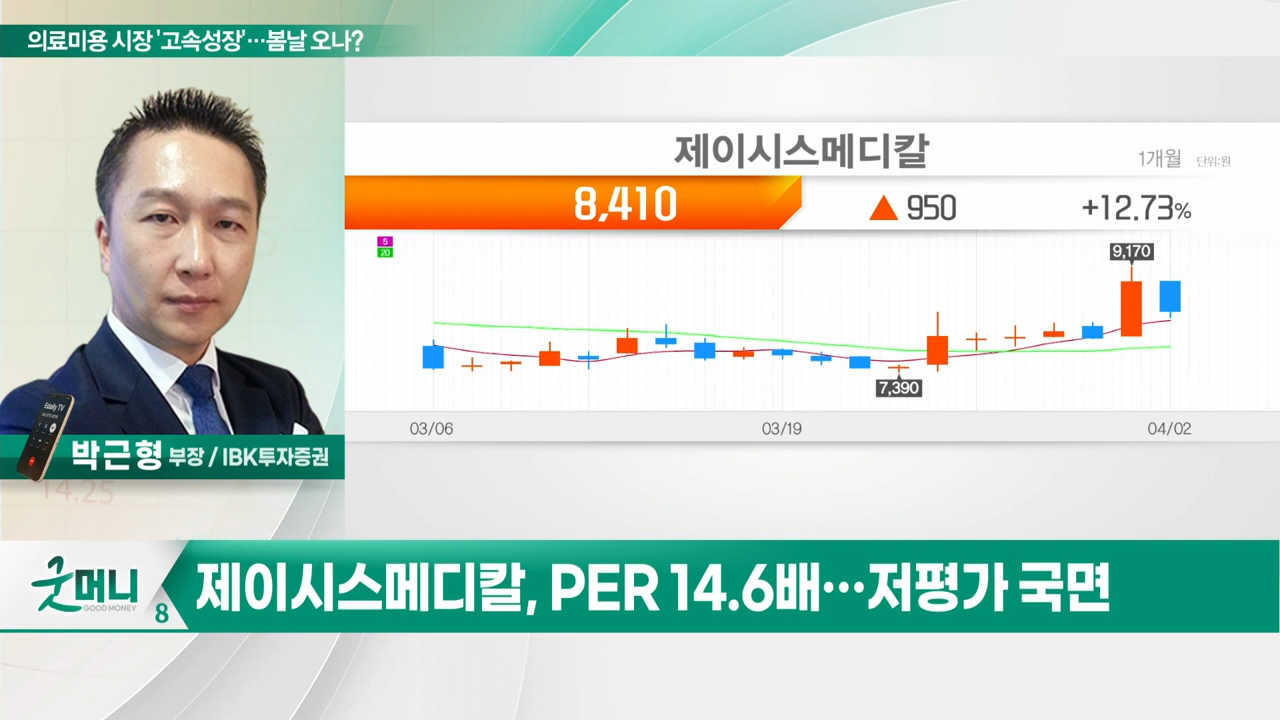 의료미용 시장 '고속성장'…봄날 오나?
제이시스메디칼
1개월 단위:원
8,410 ▲ 950 +12.73%
5
20
9,170
7,390
03/06 03/19 04/02
Edaily TV
박근형 부장 / IBK투자증권
14.25
굿머니
GOOD MONEY
8
제이시스메디칼, PER 14.6배…저평가 국면